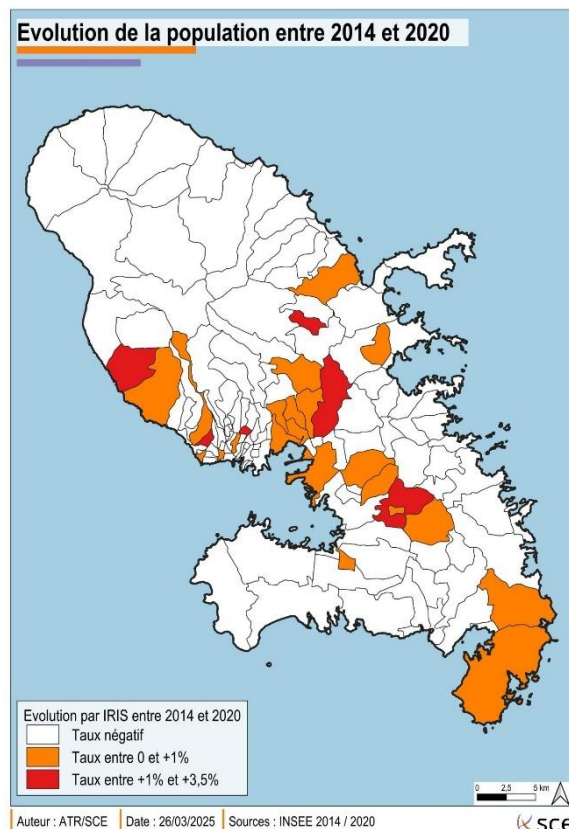 Evolution de la population entre 2014 et 2020
Evolution par IRIS entre 2014 et 2020
Taux négatif
Taux entre 0 et +1%
Taux entre +1% et +3,5%
0 2,5 5 km
Auteur : ATR/SCE | Date : 26/03/2025 | Sources : INSEE 2014 / 2020
sce